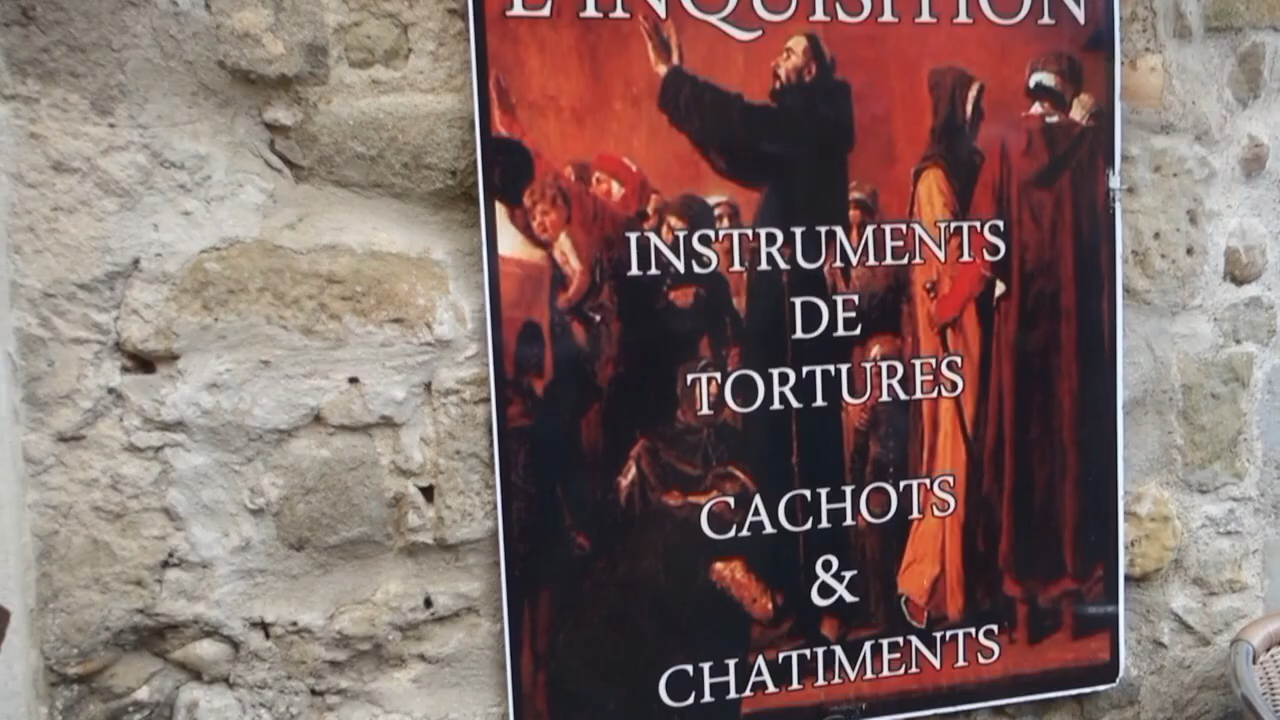 L'INQUISITION
INSTRUMENTS
DE
TORTURES
CACHOTS
&
CHATIMENTS